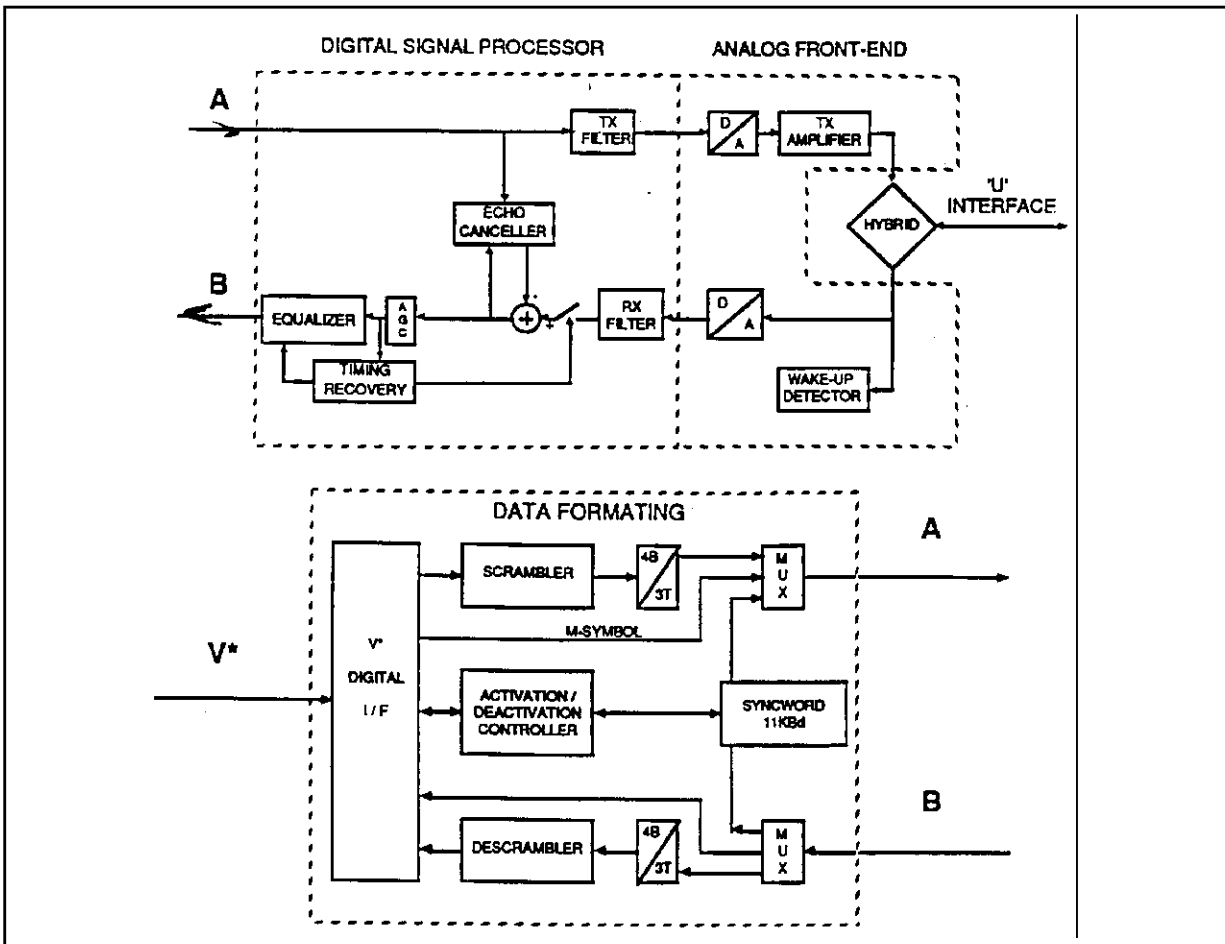 DIGITAL SIGNAL PROCESSOR
ANALOG FRONT-END
A
TX
FILTER
D
A
TX
AMPLIFIER
'U'
INTERFACE
HYBRID
ECHO
CANCELLER
B
EQUALIZER
A
G
C
-
+
+
RX
FILTER
D
A
TIMING
RECOVERY
WAKE-UP
DETECTOR
DATA FORMATING
A
SCRAMBLER
4B
3T
M
U
X
M-SYMBOL
V*
V*
DIGITAL
I / F
ACTIVATION /
DEACTIVATION
CONTROLLER
SYNCWORD
11KBd
B
DESCRAMBLER
4B
3T
M
U
X